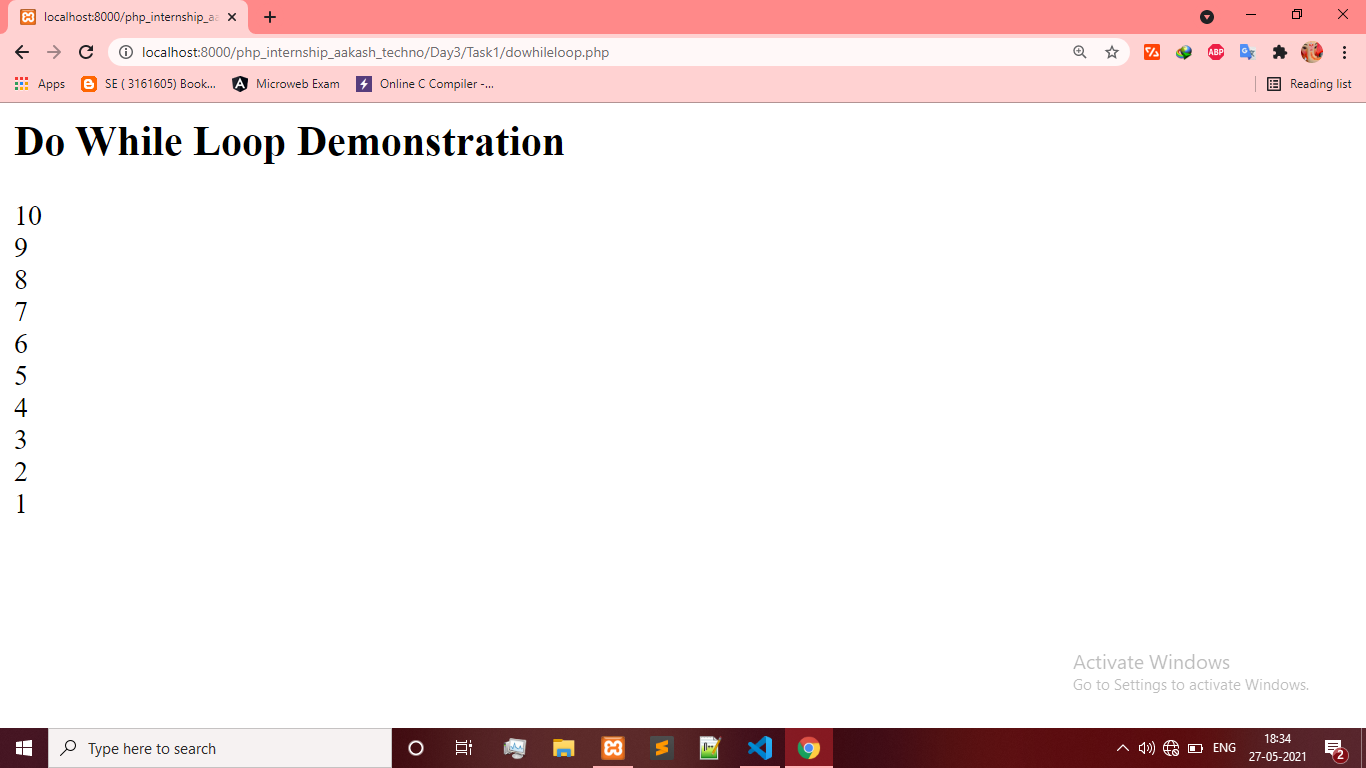 localhost:8000/php_internship_aa
localhost:8000/php_internship_aakash_techno/Day3/Task1/dowhileloop.php
ABP
Apps
SE ( 3161605) Book...
Microweb Exam
Online C Compiler -...
Reading list
Do While Loop Demonstration
10
9
8
7
6
5
4
3
2
1
Activate Windows
Go to Settings to activate Windows.
Type here to search
ENG
18:34
27-05-2021
2